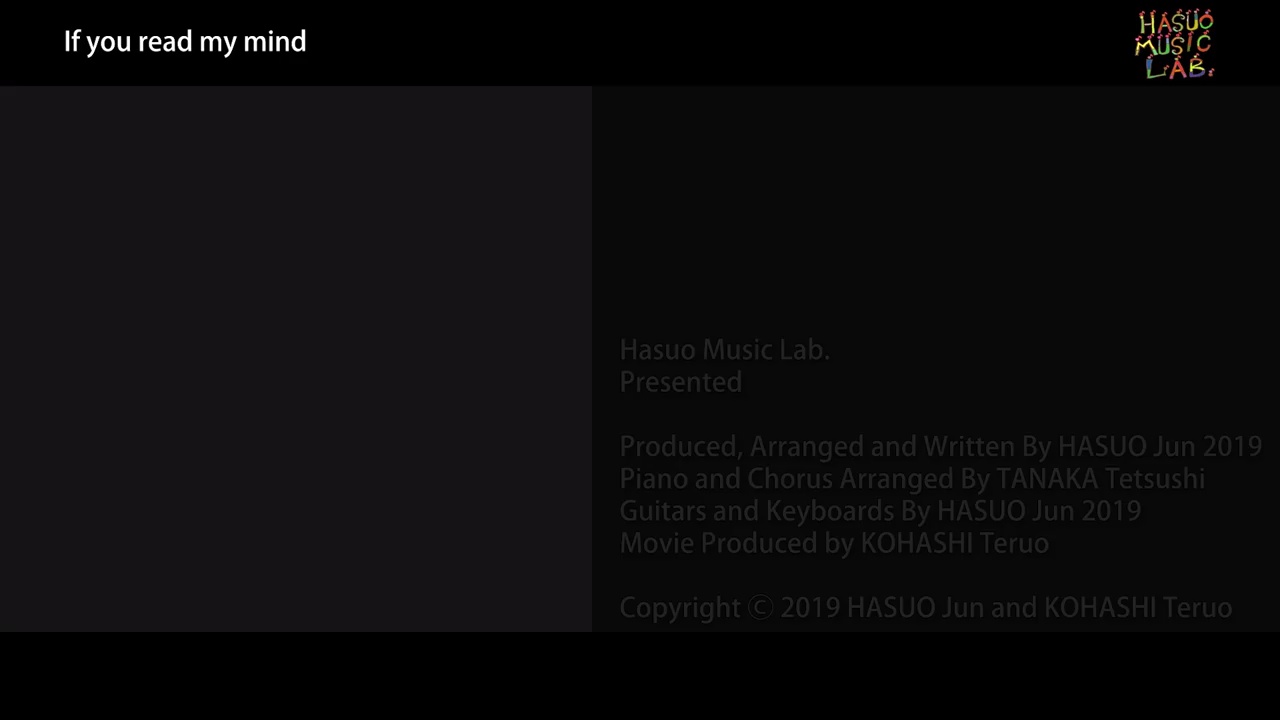 If you read my mind
HASUO
MUSIC
LAB.
Hasuo Music Lab.
Presented
Produced, Arranged and Written By HASUO Jun 2019
Piano and Chorus Arranged By TANAKA Tetsushi
Guitars and Keyboards By HASUO Jun 2019
Movie Produced by KOHASHI Teruo
Copyright © 2019 HASUO Jun and KOHASHI Teruo